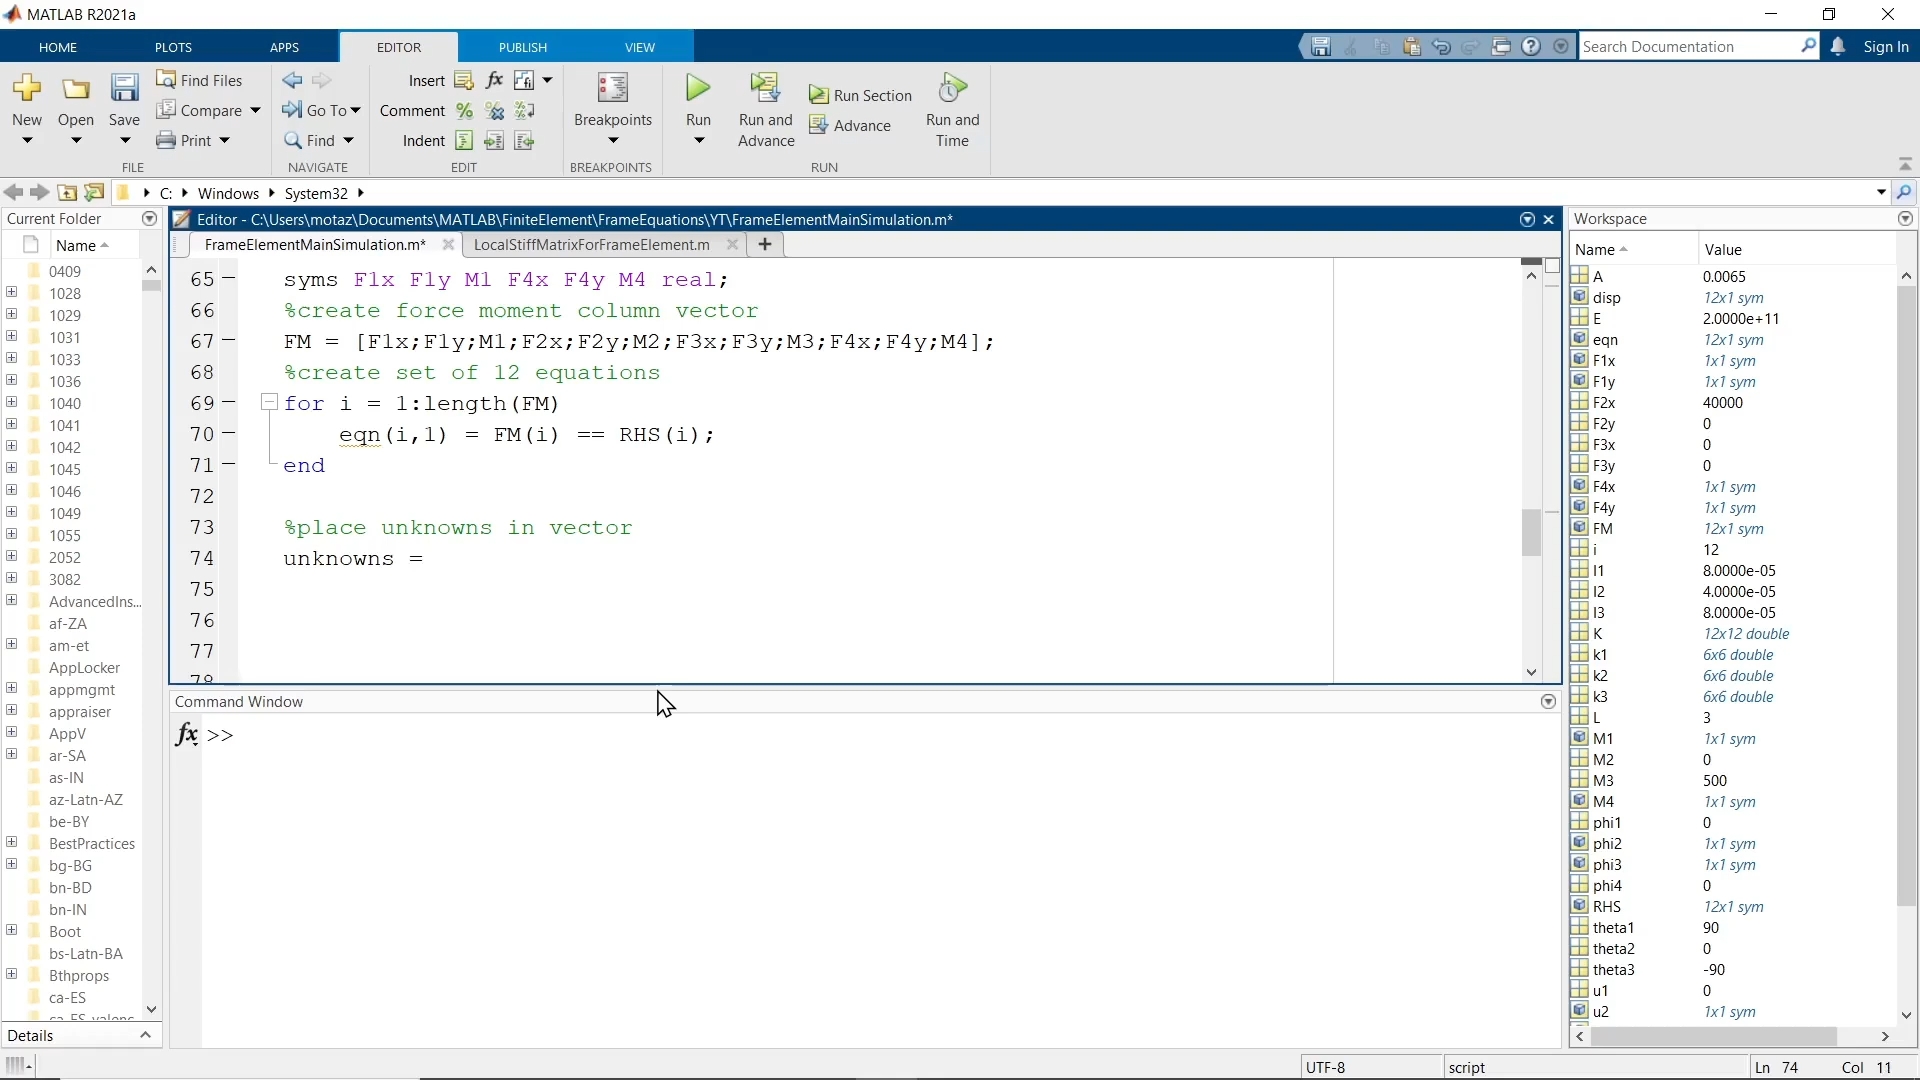 MATLAB R2021a
HOME PLOTS APPS EDITOR PUBLISH VIEW
Search Documentation
Sign In
New
Open
Save
Find Files
Compare
Print
FILE
Go To
Find
NAVIGATE
Insert
Comment
Indent
EDIT
Breakpoints
BREAKPOINTS
Run
Run and Advance
Run Section
Advance
Run and Time
RUN
C: Windows System32
Current Folder
Name
0409
1028
1029
1031
1033
1036
1040
1041
1042
1045
1046
1049
1055
2052
3082
AdvancedIns...
af-ZA
am-et
AppLocker
appmgmt
appraiser
AppV
ar-SA
as-IN
az-Latn-AZ
be-BY
BestPractices
bg-BG
bn-BD
bn-IN
Boot
bs-Latn-BA
Bthprops
ca-ES
Details
Editor - C:\Users\motaz\Documents\MATLAB\FiniteElement\FrameEquations\YT\FrameElementMainSimulation.m*
FrameElementMainSimulation.m* LocalStiffMatrixForFrameElement.m
65 syms F1x F1y M1 F4x F4y M4 real;
66 %create force moment column vector
67 FM = [F1x;F1y;M1;F2x;F2y;M2;F3x;F3y;M3;F4x;F4y;M4];
68 %create set of 12 equations
69 for i = 1:length(FM)
70 eqn(i,1) = FM(i) == RHS(i);
71 end
72
73 %place unknowns in vector
74 unknowns =
75
76
77
78
Command Window
fx >>
Workspace
Name Value
A 0.0065
disp 12x1 sym
E 2.0000e+11
eqn 12x1 sym
F1x 1x1 sym
F1y 1x1 sym
F2x 40000
F2y 0
F3x 0
F3y 0
F4x 1x1 sym
F4y 1x1 sym
FM 12x1 sym
i 12
I1 8.0000e-05
I2 4.0000e-05
I3 8.0000e-05
K 12x12 double
k1 6x6 double
k2 6x6 double
k3 6x6 double
L 3
M1 1x1 sym
M2 0
M3 500
M4 1x1 sym
phi1 0
phi2 1x1 sym
phi3 1x1 sym
phi4 0
RHS 12x1 sym
theta1 90
theta2 0
theta3 -90
u1 0
u2 1x1 sym
UTF-8 script Ln 74 Col 11